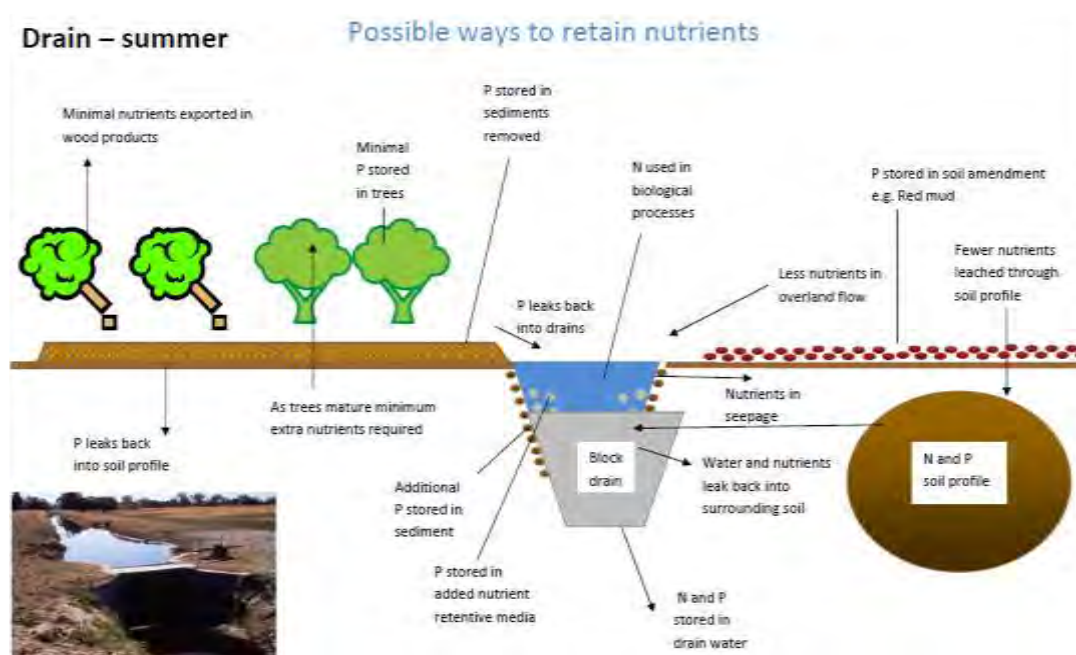 Drain – summer
Possible ways to retain nutrients
Minimal nutrients exported in
wood products
Minimal
P stored
in trees
P stored in
sediments
removed
N used in
biological
processes
P stored in soil amendment
e.g. Red mud
Fewer nutrients
leached through
soil profile
Less nutrients in
overland flow
P leaks back
into drains
As trees mature minimum
extra nutrients required
P leaks back
into soil profile
Nutrients in
seepage
Block
drain
Water and nutrients
leak back into
surrounding soil
N and P
soil profile
Additional
P stored in
sediment
P stored in
added nutrient
retentive media
N and P
stored in
drain water